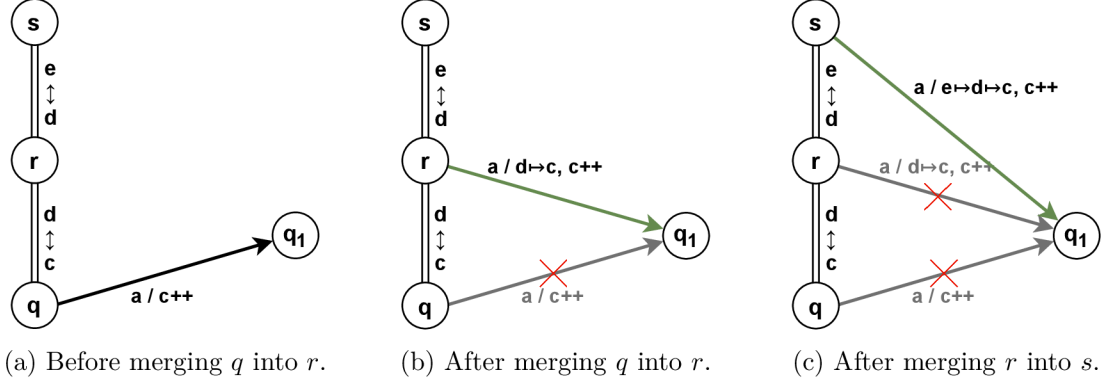 s
e
↕
d
r
d
↕
c
q
a / c++
q₁
(a) Before merging q into r.
s
e
↕
d
r
a / d↦c, c++
d
↕
c
q₁
q
a / c++
(b) After merging q into r.
s
a / e↦d↦c, c++
e
↕
d
r
a / d↦c, c++
d
↕
c
q₁
q
a / c++
(c) After merging r into s.